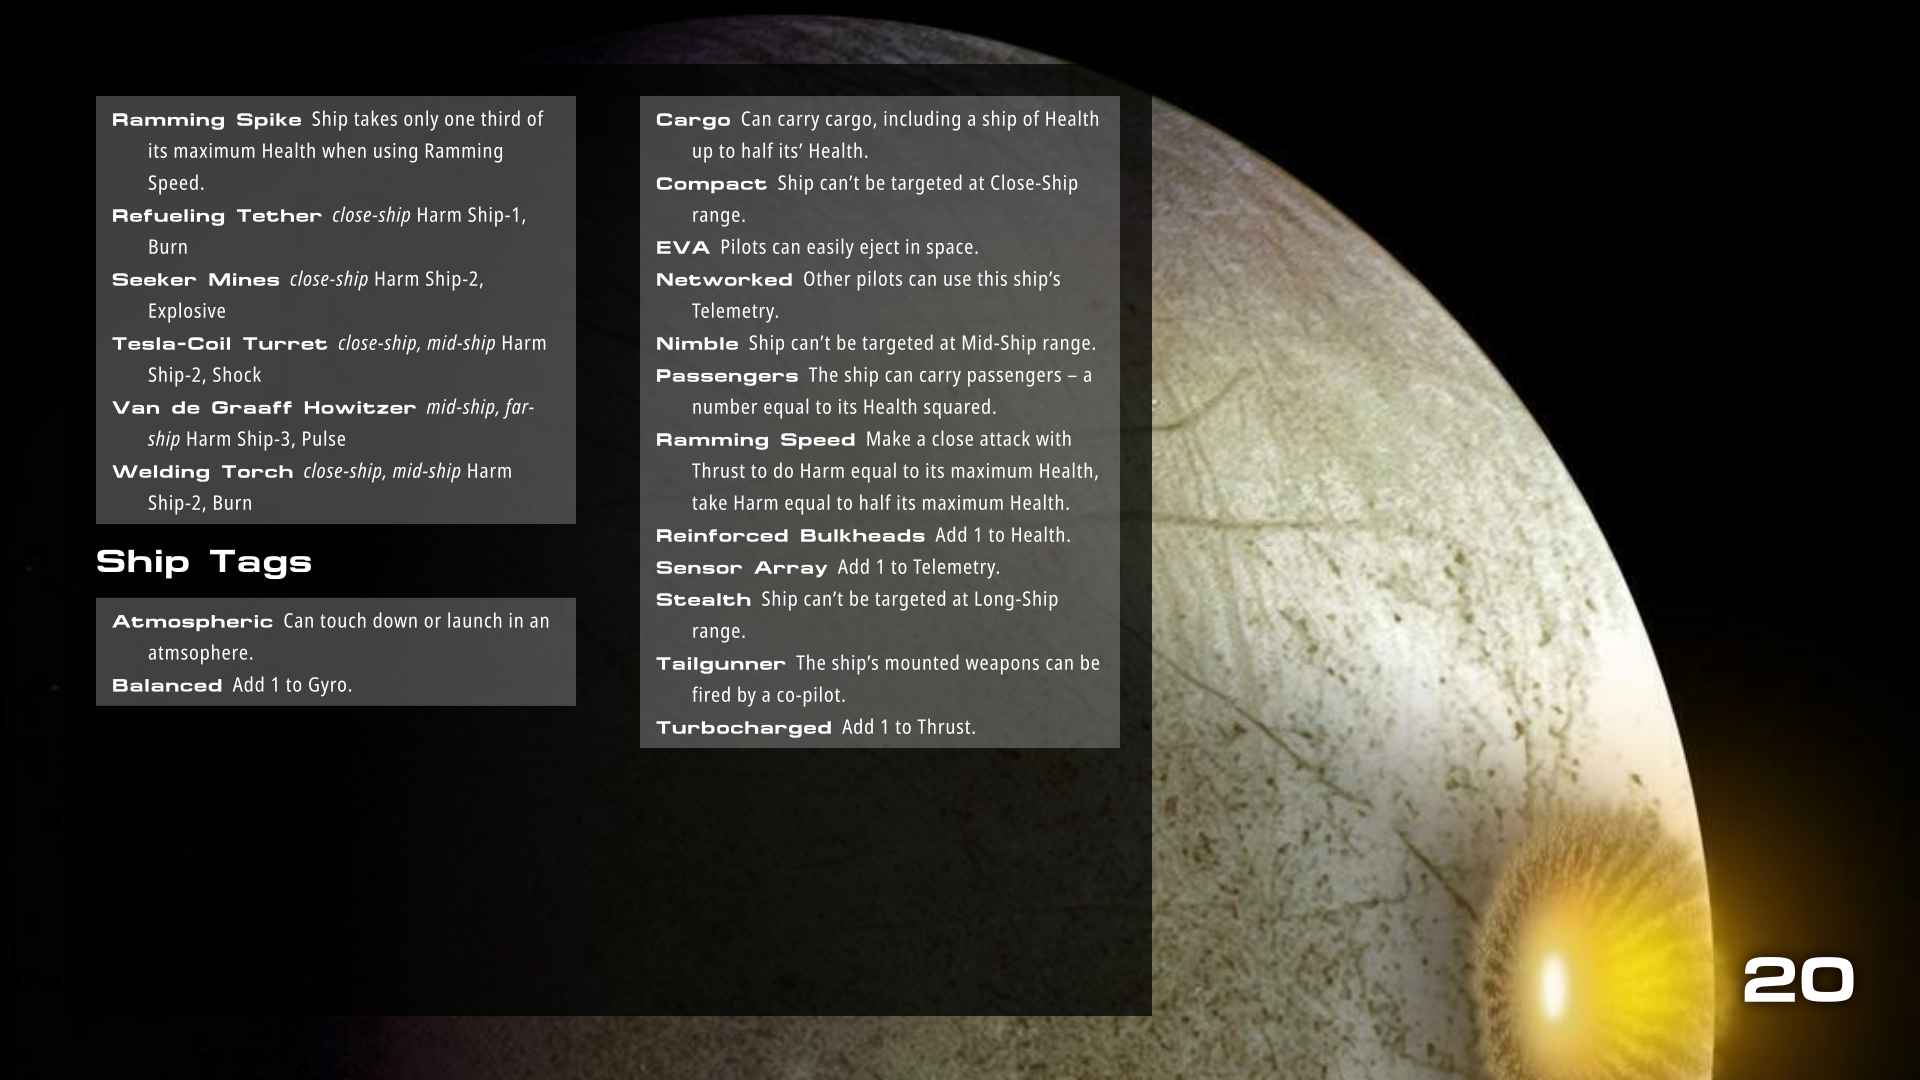 Ramming Spike Ship takes only one third of
its maximum Health when using Ramming
Speed.
Refueling Tether close-ship Harm Ship-1,
Burn
Seeker Mines close-ship Harm Ship-2,
Explosive
Tesla-Coil Turret close-ship, mid-ship Harm
Ship-2, Shock
Van de Graaff Howitzer mid-ship, far-
ship Harm Ship-3, Pulse
Welding Torch close-ship, mid-ship Harm
Ship-2, Burn
Ship Tags
Atmospheric Can touch down or launch in an
atmsophere.
Balanced Add 1 to Gyro.
Cargo Can carry cargo, including a ship of Health
up to half its’ Health.
Compact Ship can’t be targeted at Close-Ship
range.
EVA Pilots can easily eject in space.
Networked Other pilots can use this ship’s
Telemetry.
Nimble Ship can’t be targeted at Mid-Ship range.
Passengers The ship can carry passengers – a
number equal to its Health squared.
Ramming Speed Make a close attack with
Thrust to do Harm equal to its maximum Health,
take Harm equal to half its maximum Health.
Reinforced Bulkheads Add 1 to Health.
Sensor Array Add 1 to Telemetry.
Stealth Ship can’t be targeted at Long-Ship
range.
Tailgunner The ship’s mounted weapons can be
fired by a co-pilot.
Turbocharged Add 1 to Thrust.
20